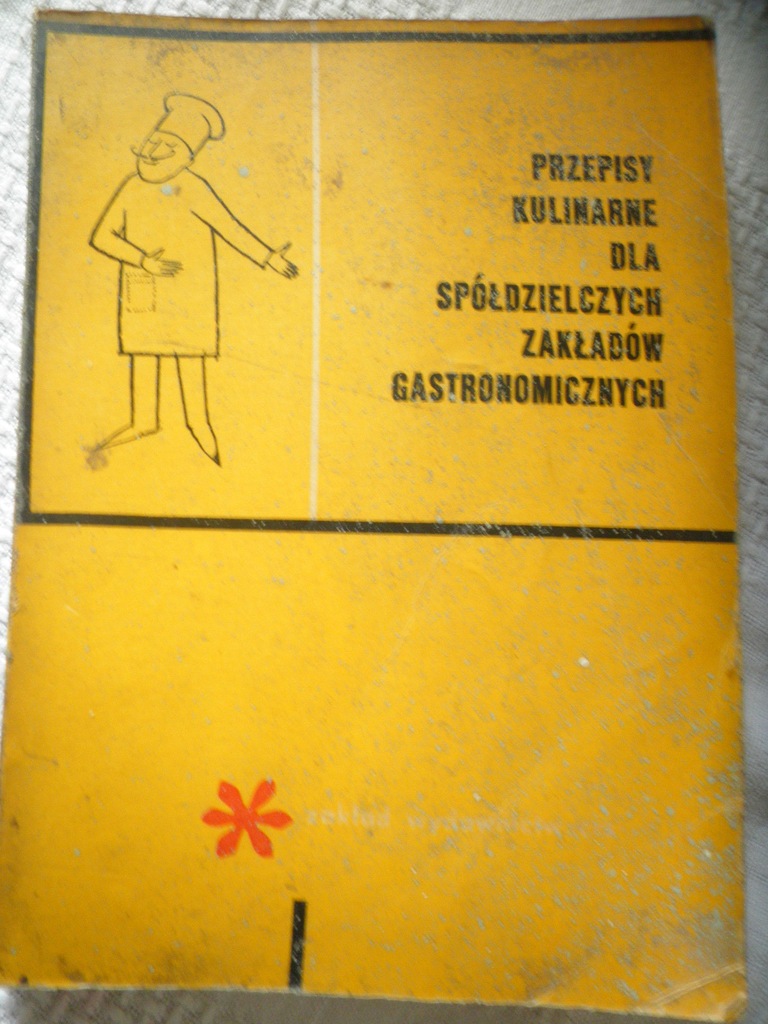 PRZEPISY
KULINARNE
DLA
SPÓŁDZIELCZYCH
ZAKŁADÓW
GASTRONOMICZNYCH
zakład wydawnictw